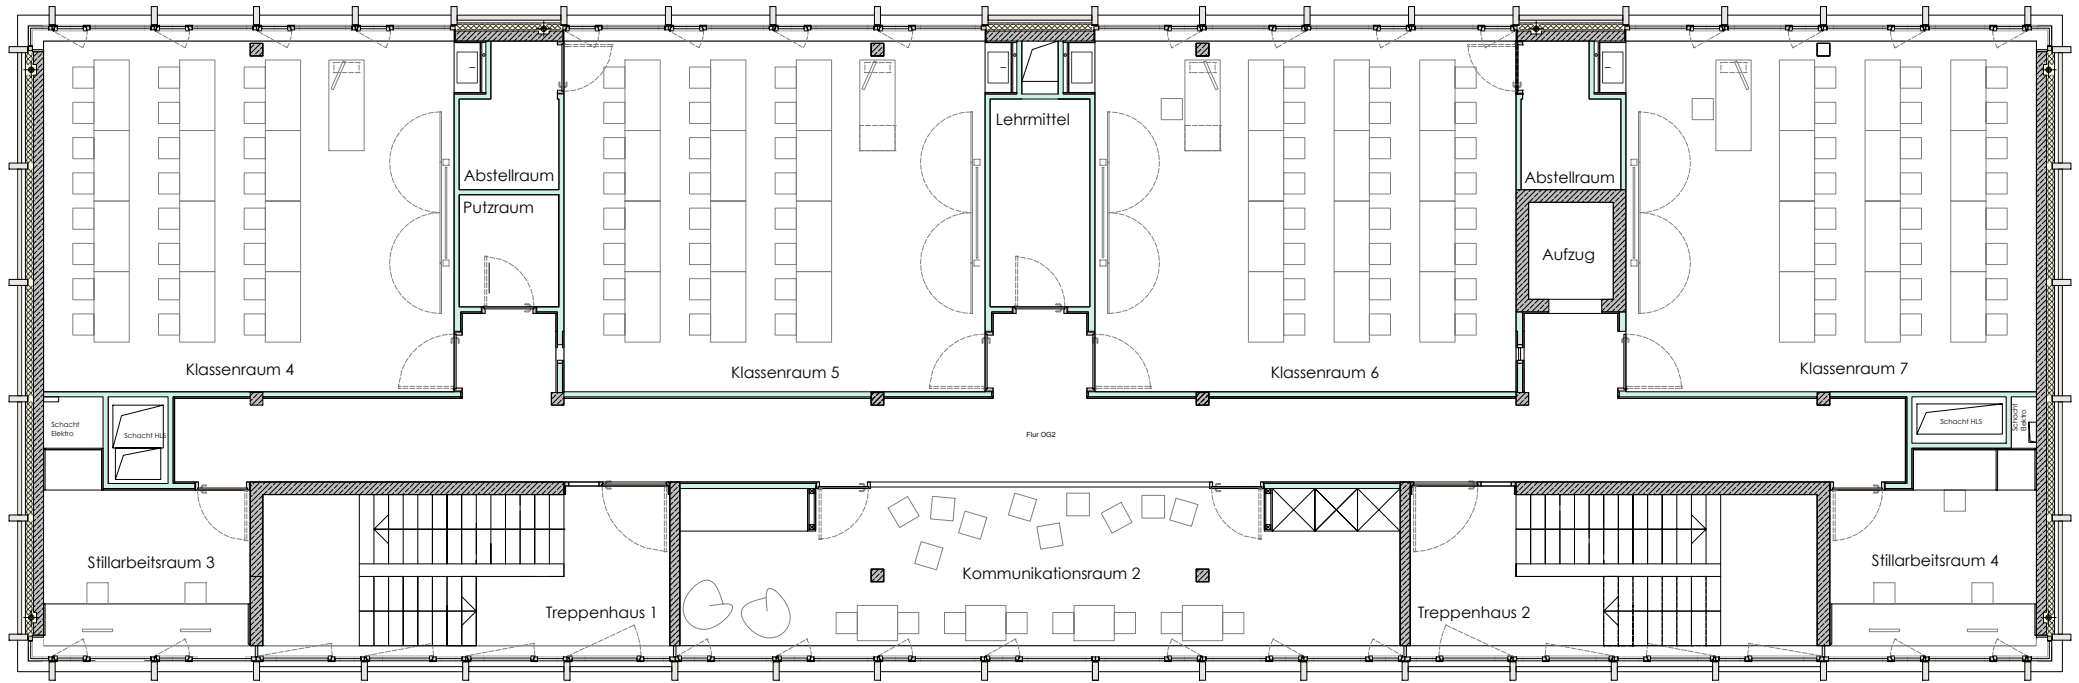 Lehrmittel
Abstellraum
Abstellraum
Putzraum
Aufzug
Klassenraum 4
Klassenraum 5
Klassenraum 6
Klassenraum 7
Schacht
Elektro
Schacht HLS
Flur OG2
Schacht HLS
Schacht
Elektro
Stillarbeitsraum 3
Kommunikationsraum 2
Stillarbeitsraum 4
Treppenhaus 1
Treppenhaus 2